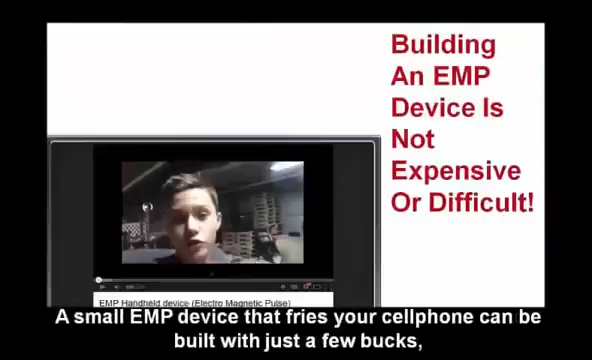 Building
An EMP
Device Is
Not
Expensive
Or Difficult!
EMP Handheld device (Electro Magnetic Pulse)
A small EMP device that fries your cellphone can be
built with just a few bucks,